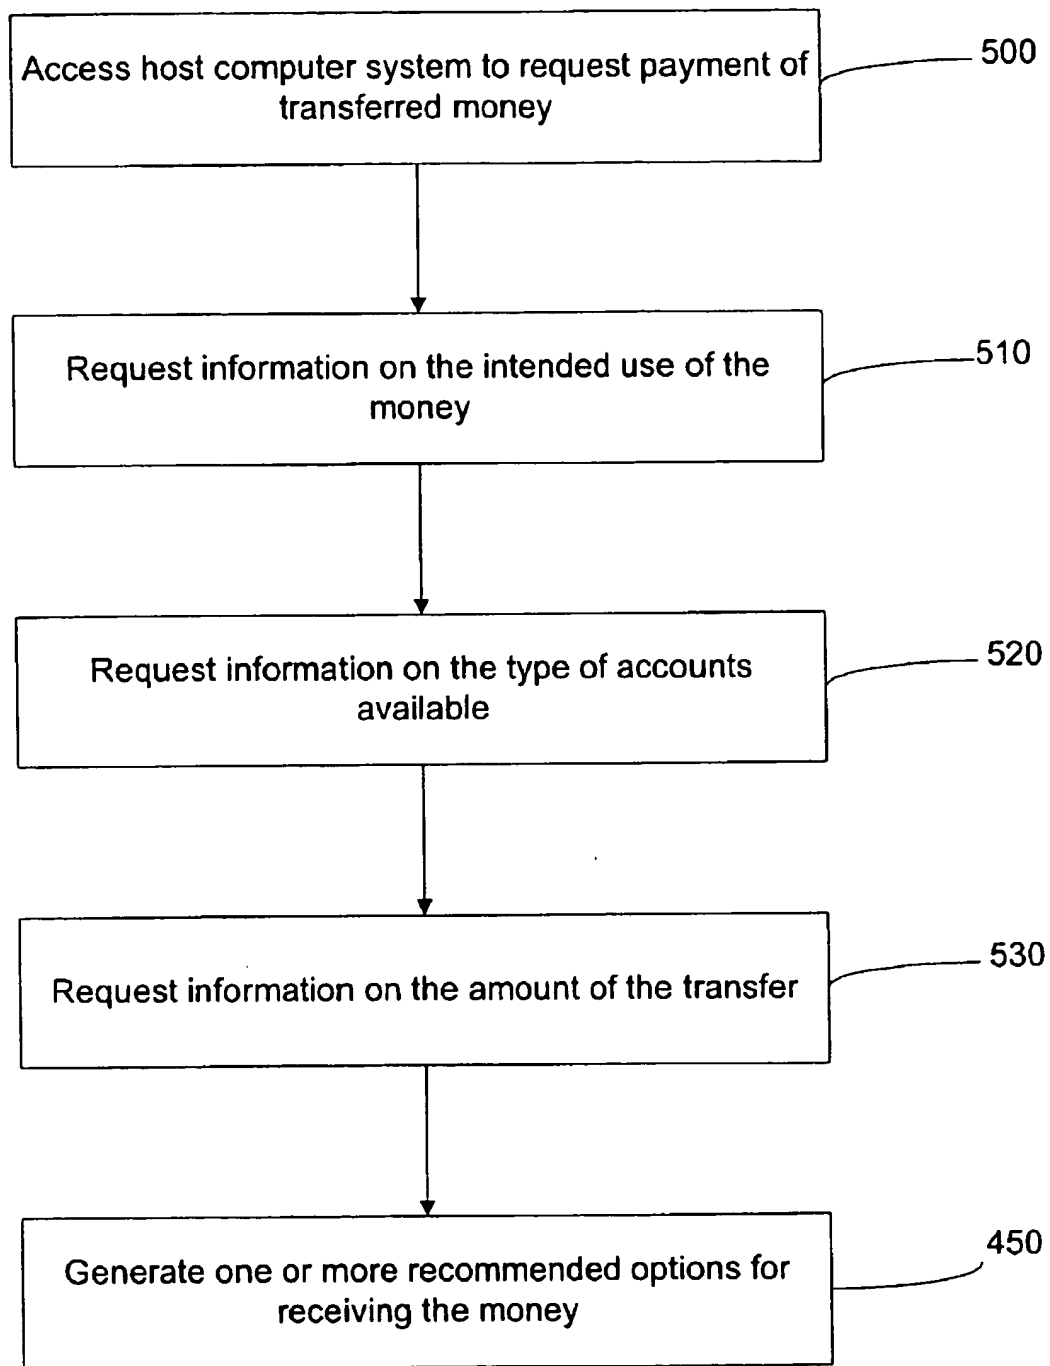 Access host computer system to request payment of
transferred money
500
Request information on the intended use of the
money
510
Request information on the type of accounts
available
520
Request information on the amount of the transfer
530
Generate one or more recommended options for
receiving the money
450